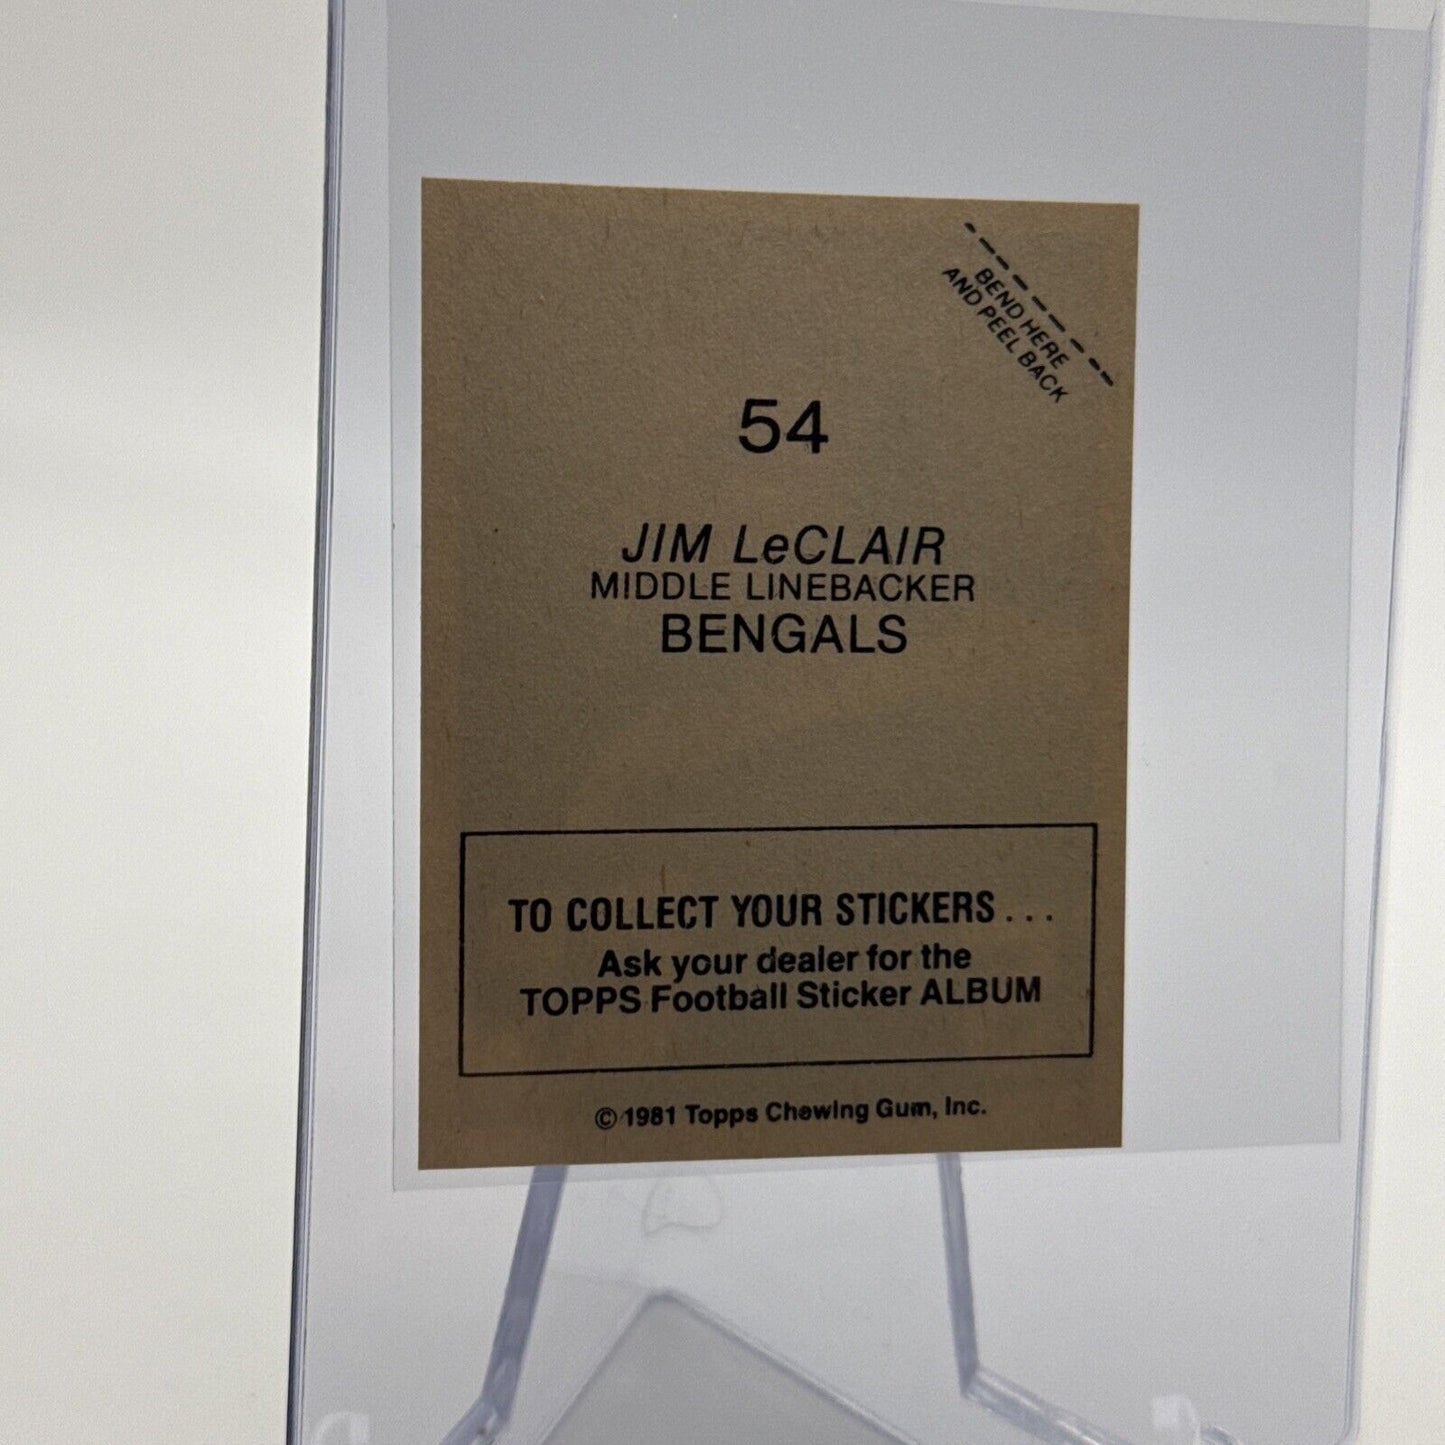 BEND HERE
AND PEEL BACK
54
JIM LeCLAIR
MIDDLE LINEBACKER
BENGALS
TO COLLECT YOUR STICKERS...
Ask your dealer for the
TOPPS Football Sticker ALBUM
© 1981 Topps Chewing Gum, Inc.